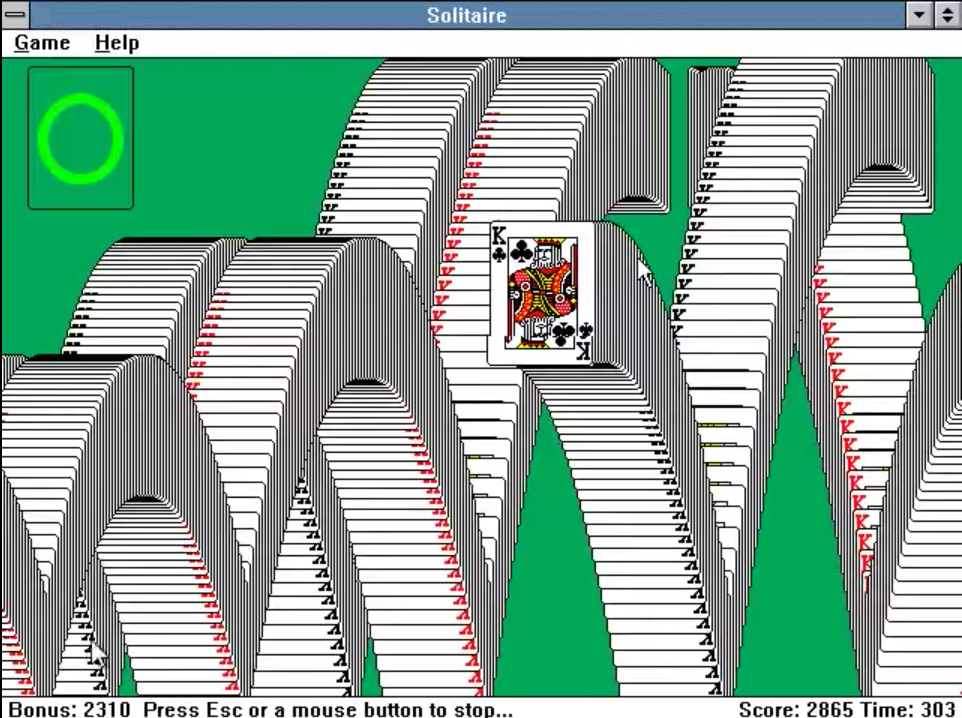 Solitaire
Game Help
K
K
Bonus: 2310 Press Esc or a mouse button to stop... Score: 2865 Time: 303